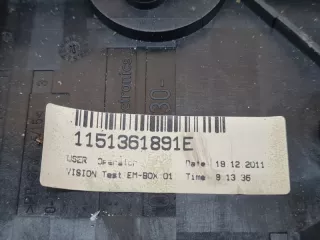 1151361891E
USER Operator Date 19 12 2011
VISION Test EM-BOX 01 Time 9 13 36